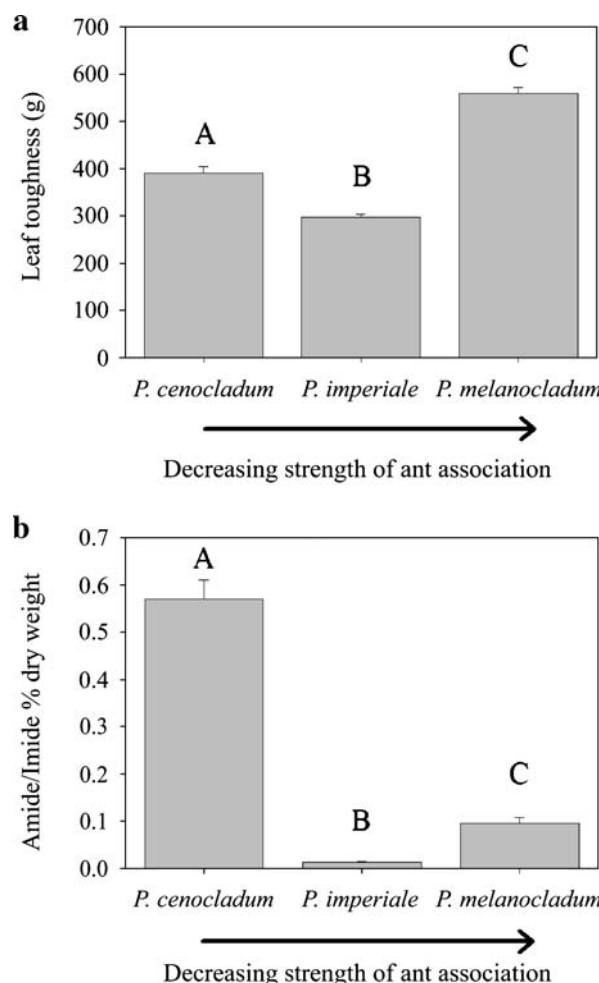 a
700
600
500
400
300
200
100
0
Leaf toughness (g)
A
B
C
P. cenocladum P. imperiale P. melanocladum
Decreasing strength of ant association
b
0.7
0.6
0.5
0.4
0.3
0.2
0.1
0.0
Amide/Imide % dry weight
A
B
C
P. cenocladum P. imperiale P. melanocladum
Decreasing strength of ant association